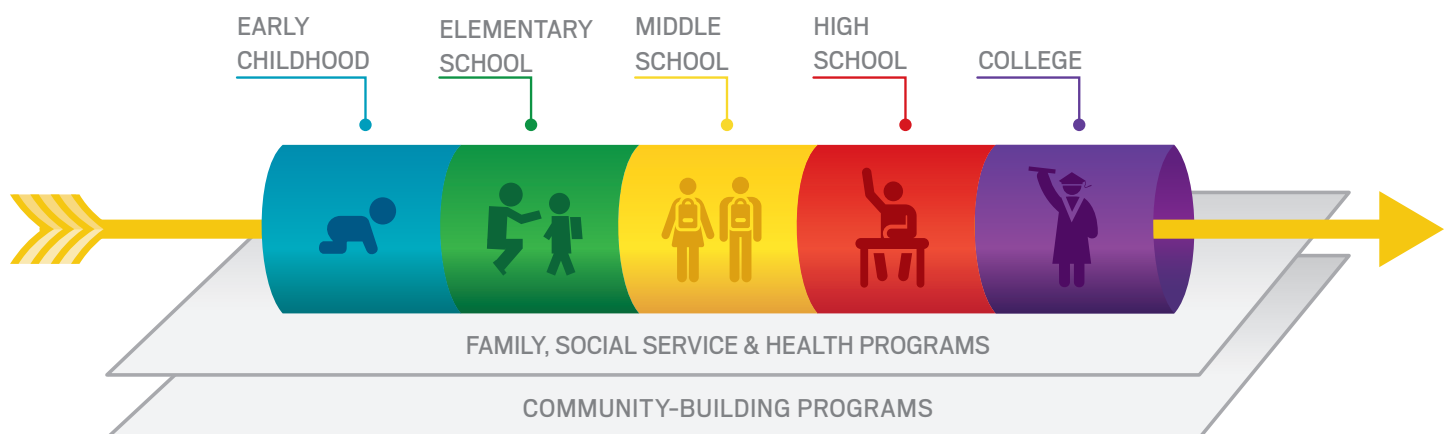 EARLY
CHILDHOOD
ELEMENTARY
SCHOOL
MIDDLE
SCHOOL
HIGH
SCHOOL
COLLEGE
FAMILY, SOCIAL SERVICE & HEALTH PROGRAMS
COMMUNITY-BUILDING PROGRAMS